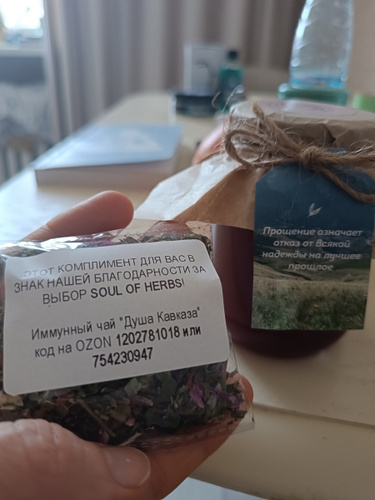 ЭТОТ КОМПЛИМЕНТ ДЛЯ ВАС В
ЗНАК НАШЕЙ БЛАГОДАРНОСТИ ЗА
ВЫБОР SOUL OF HERBS!
Иммунный чай "Душа Кавказа"
код на OZON 1202781018 или
754230947
Прощение означает
отказ от всякой
надежды на лучшее
прошлое